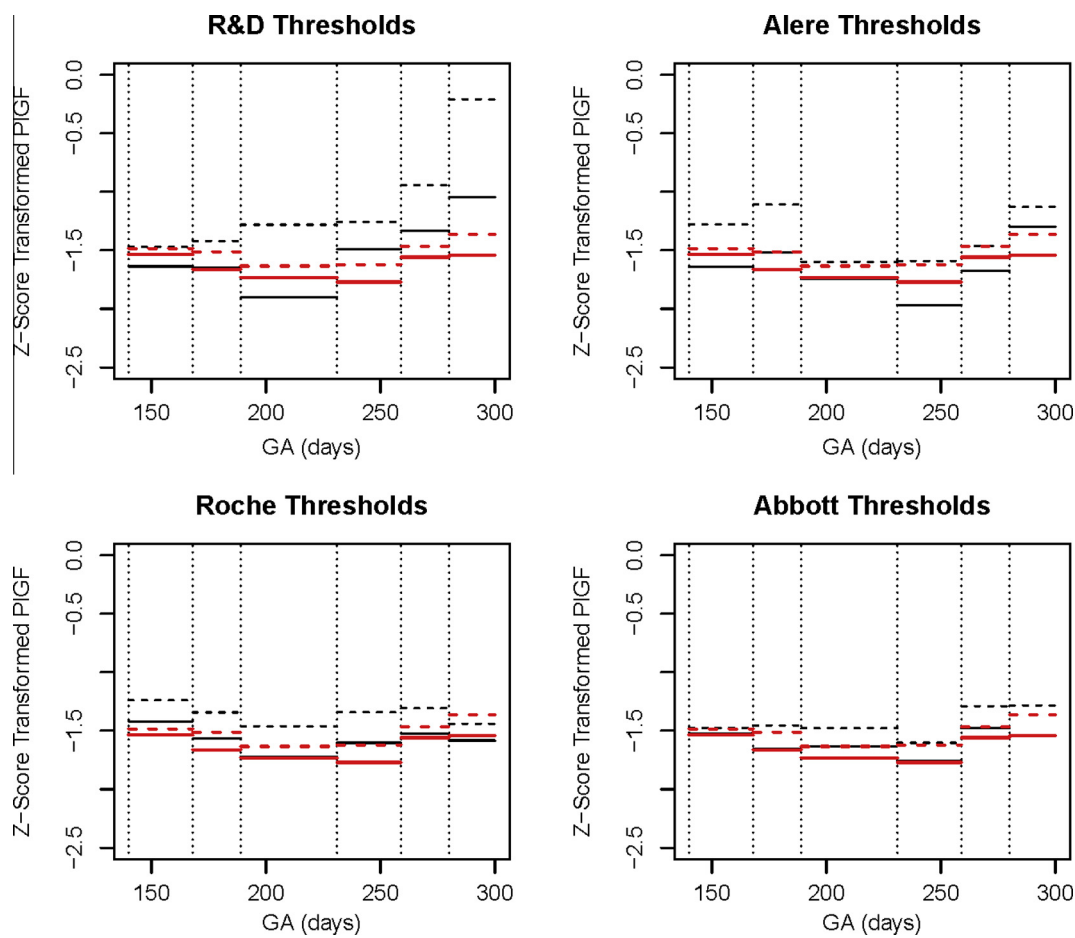 R&D Thresholds
Z−Score Transformed PlGF
0.0
−0.5
−1.5
−2.5
150
200
250
300
GA (days)
Alere Thresholds
Z−Score Transformed PlGF
0.0
−0.5
−1.5
−2.5
150
200
250
300
GA (days)
Roche Thresholds
Z−Score Transformed PlGF
0.0
−0.5
−1.5
−2.5
150
200
250
300
GA (days)
Abbott Thresholds
Z−Score Transformed PlGF
0.0
−0.5
−1.5
−2.5
150
200
250
300
GA (days)